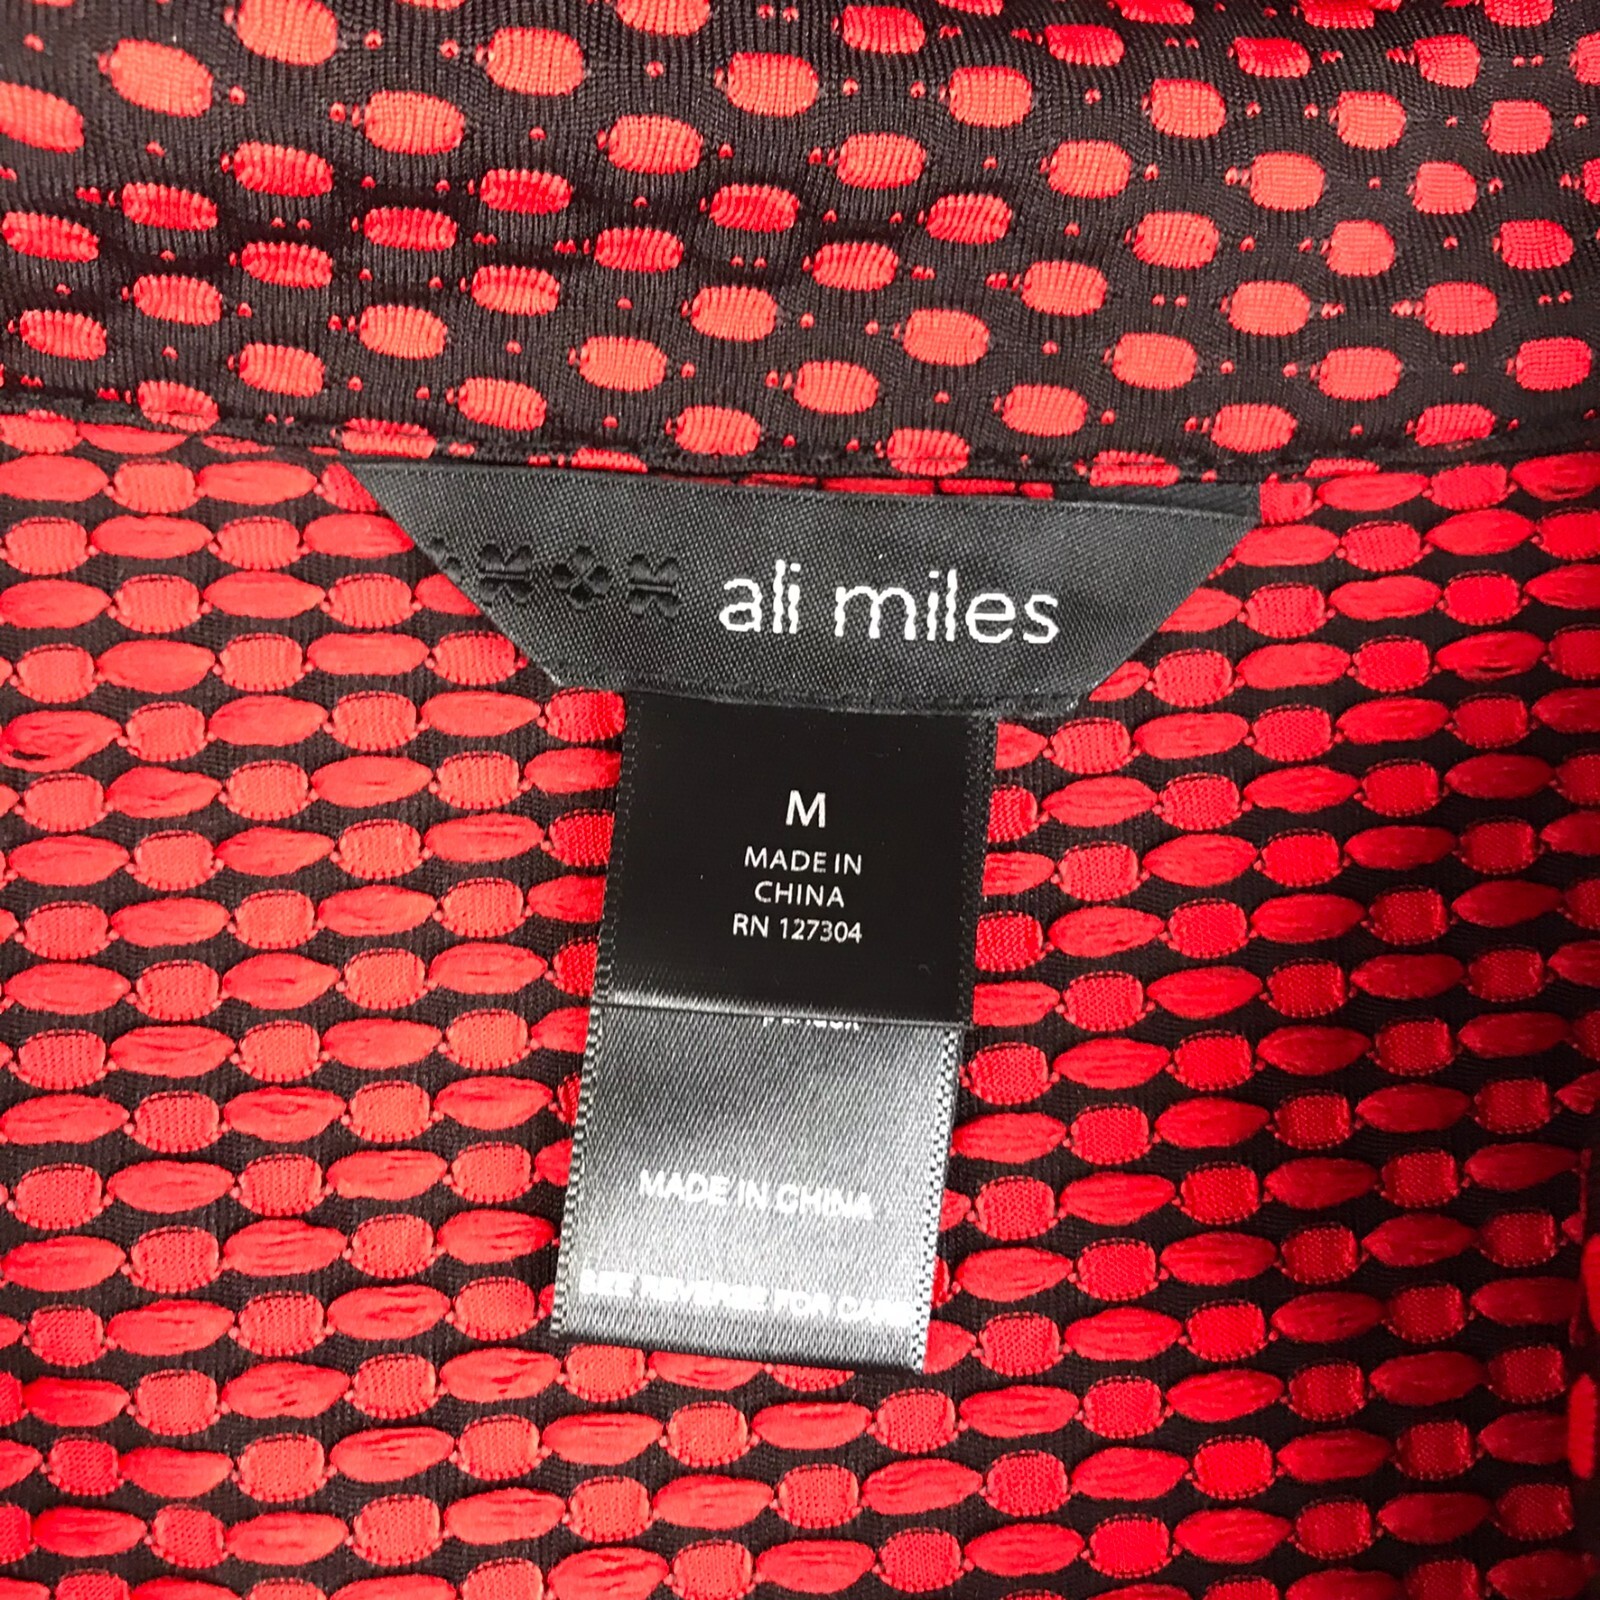 ali miles
M
MADE IN
CHINA
RN 127304
MADE IN CHINA
SEE REVERSE FOR CARE